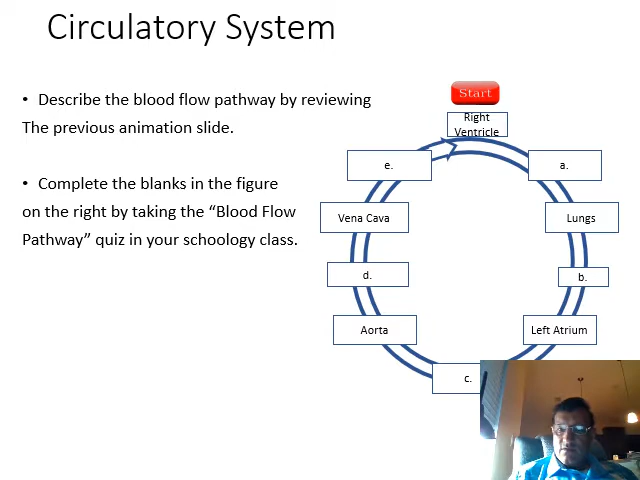 Circulatory System
• Describe the blood flow pathway by reviewing
The previous animation slide.
• Complete the blanks in the figure
on the right by taking the “Blood Flow
Pathway” quiz in your schoology class.
Start
Right
Ventricle
e.
a.
Vena Cava
Lungs
d.
b.
Aorta
Left Atrium
c.